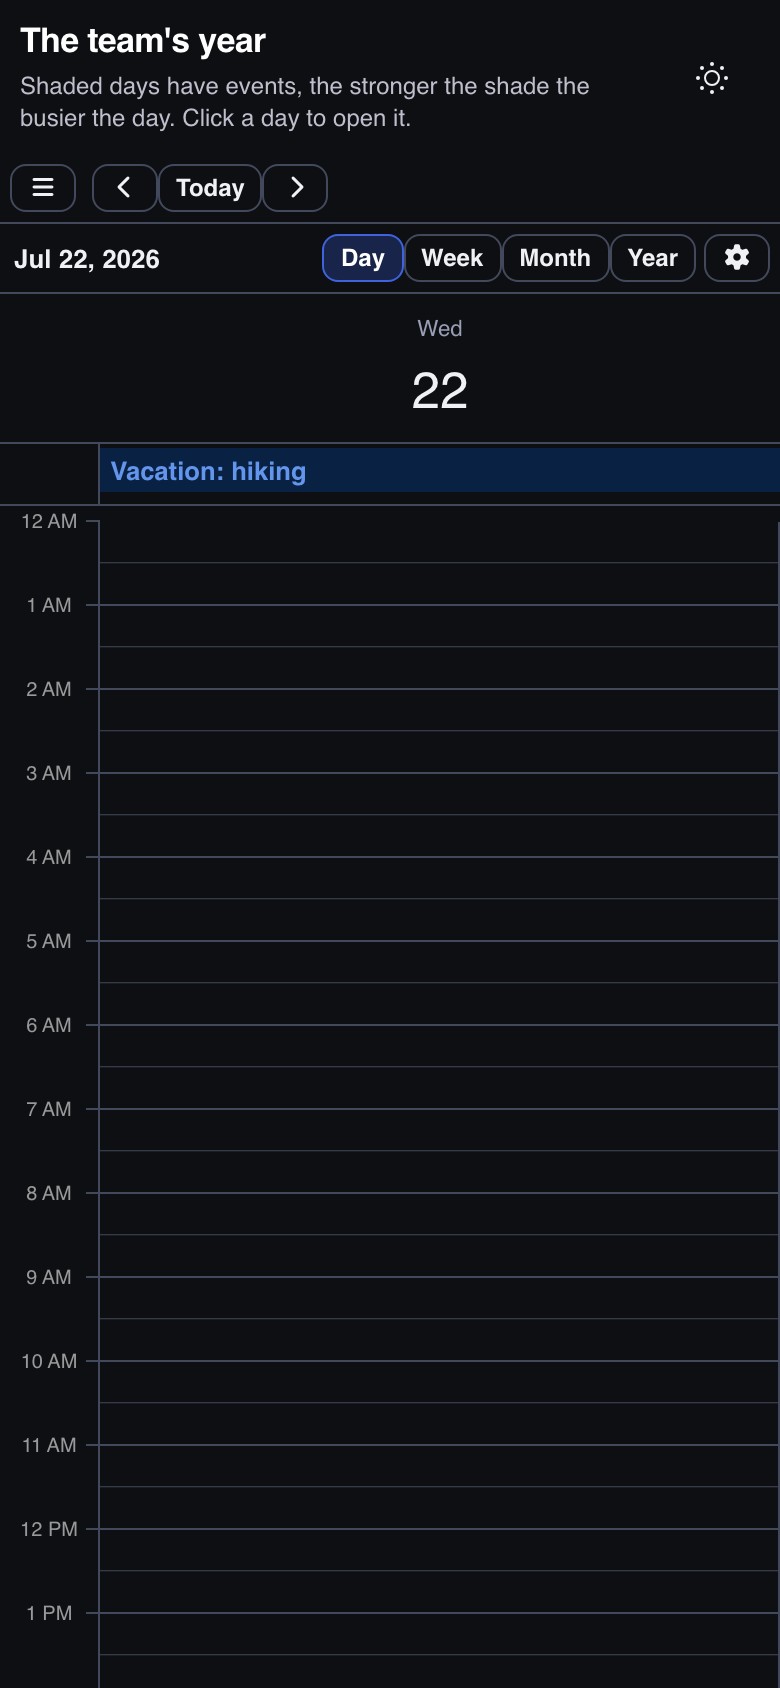 The team's year
Shaded days have events, the stronger the shade the
busier the day. Click a day to open it.
Today
Jul 22, 2026
Day
Week
Month
Year
Wed
22
Vacation: hiking
12 AM
1 AM
2 AM
3 AM
4 AM
5 AM
6 AM
7 AM
8 AM
9 AM
10 AM
11 AM
12 PM
1 PM